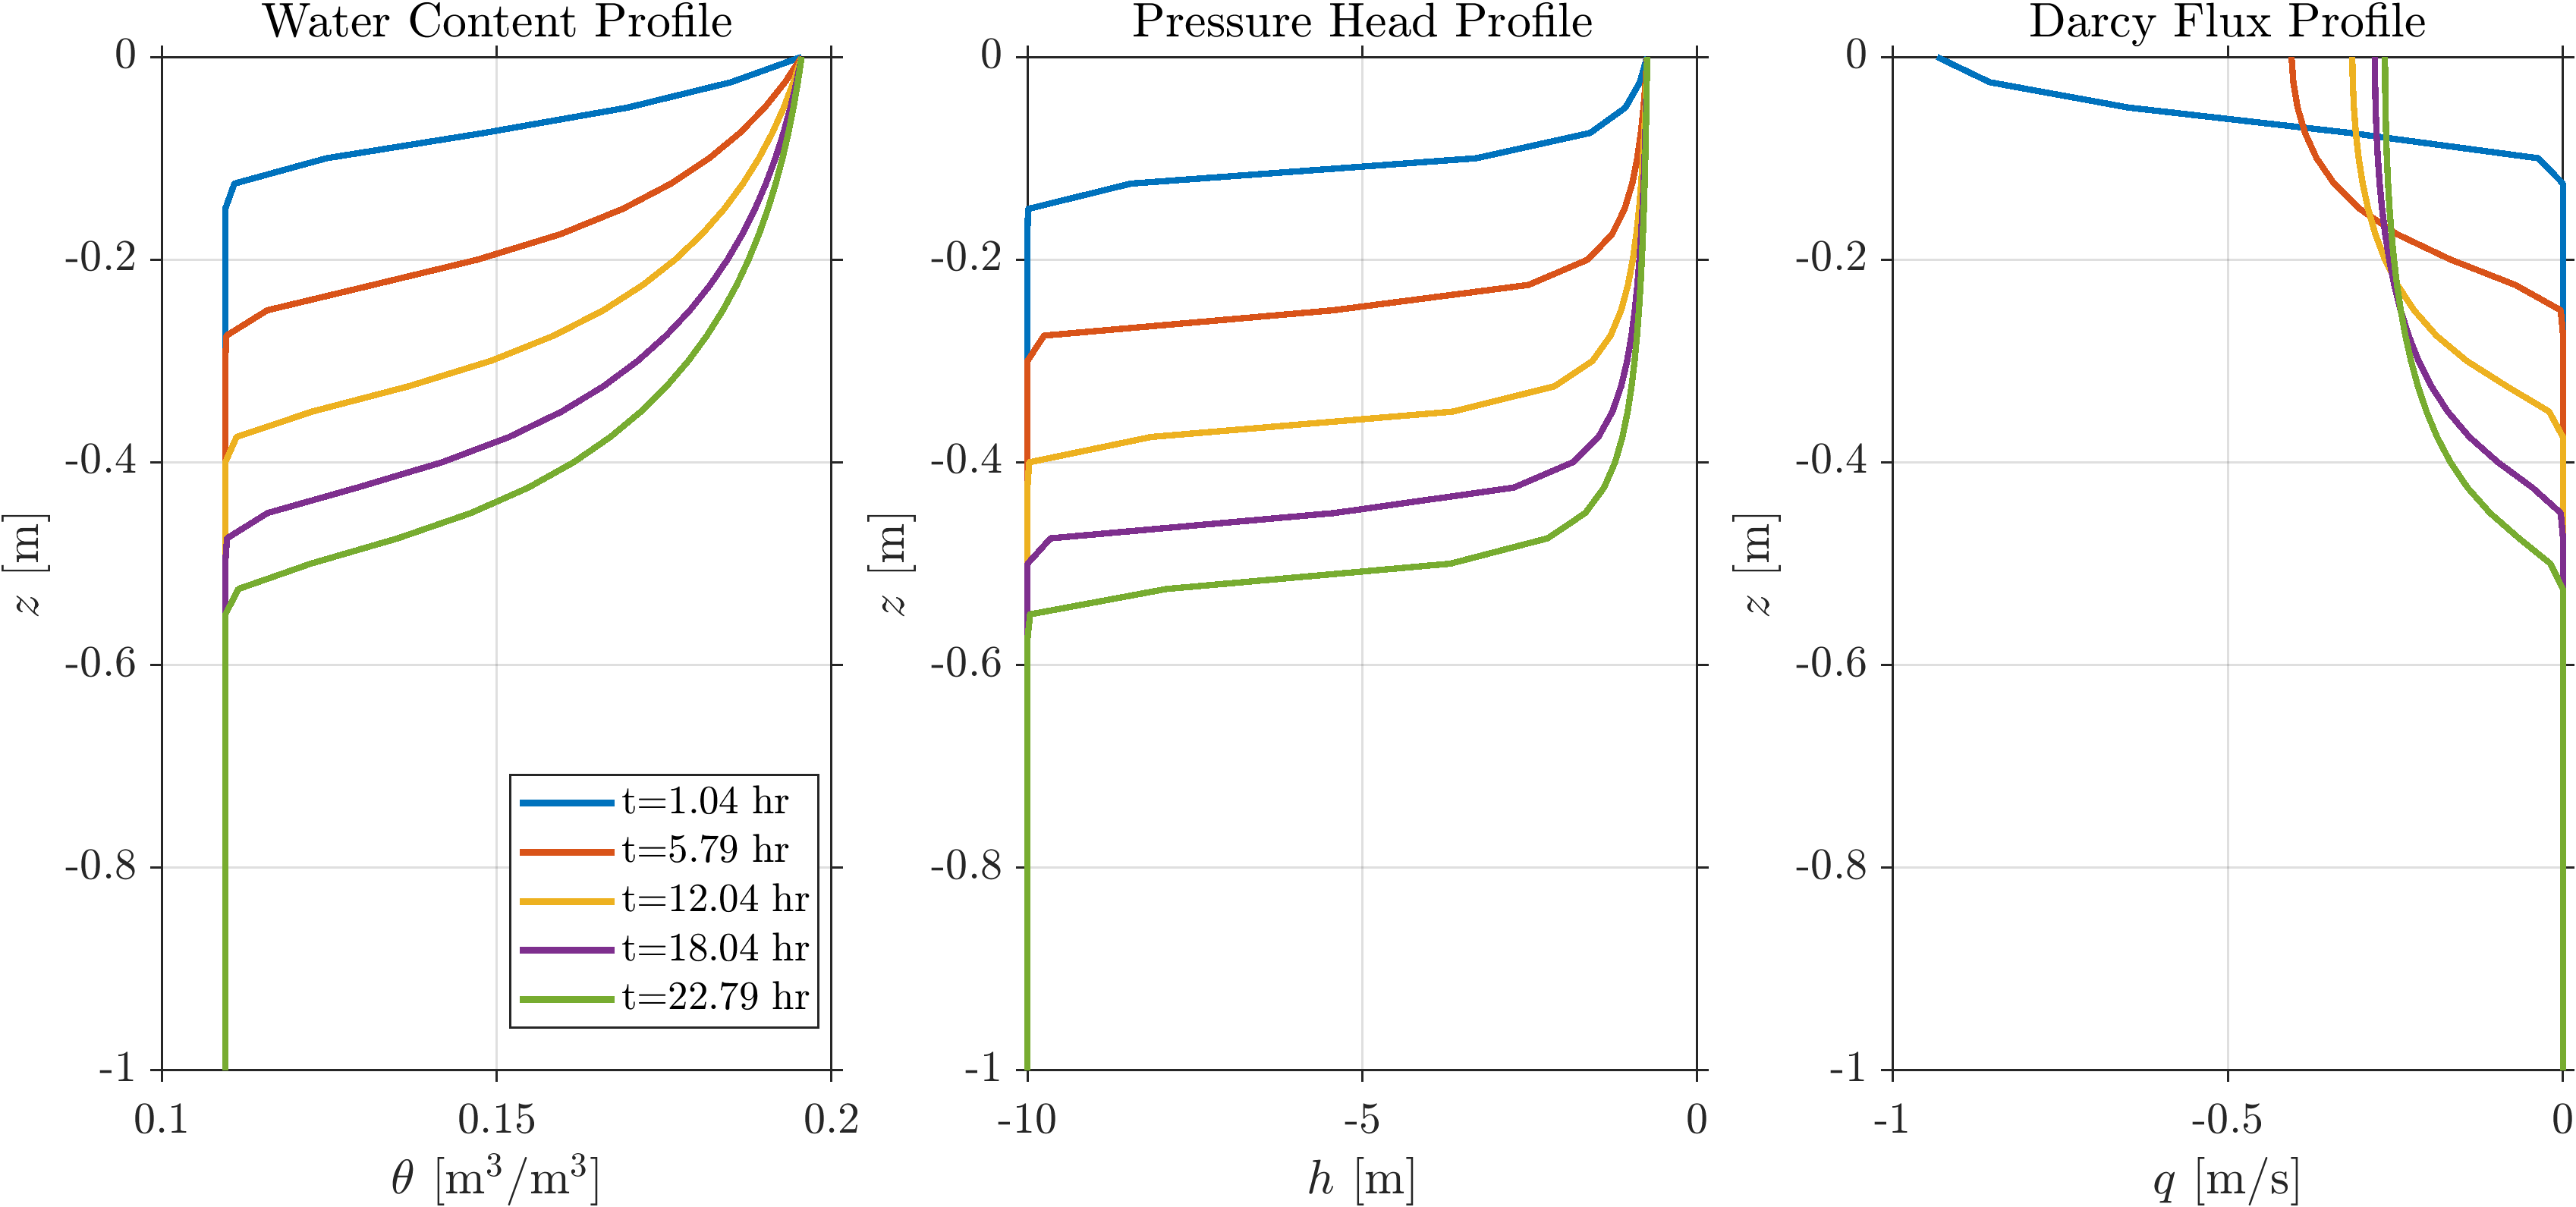 Water Content Profile
0
-0.2
-0.4
-0.6
-0.8
-1
z [m]
0.1 0.15 0.2
θ [m³/m³]
t=1.04 hr
t=5.79 hr
t=12.04 hr
t=18.04 hr
t=22.79 hr
Pressure Head Profile
0
-0.2
-0.4
-0.6
-0.8
-1
z [m]
-10 -5 0
h [m]
Darcy Flux Profile
0
-0.2
-0.4
-0.6
-0.8
-1
z [m]
-1 -0.5 0
q [m/s]